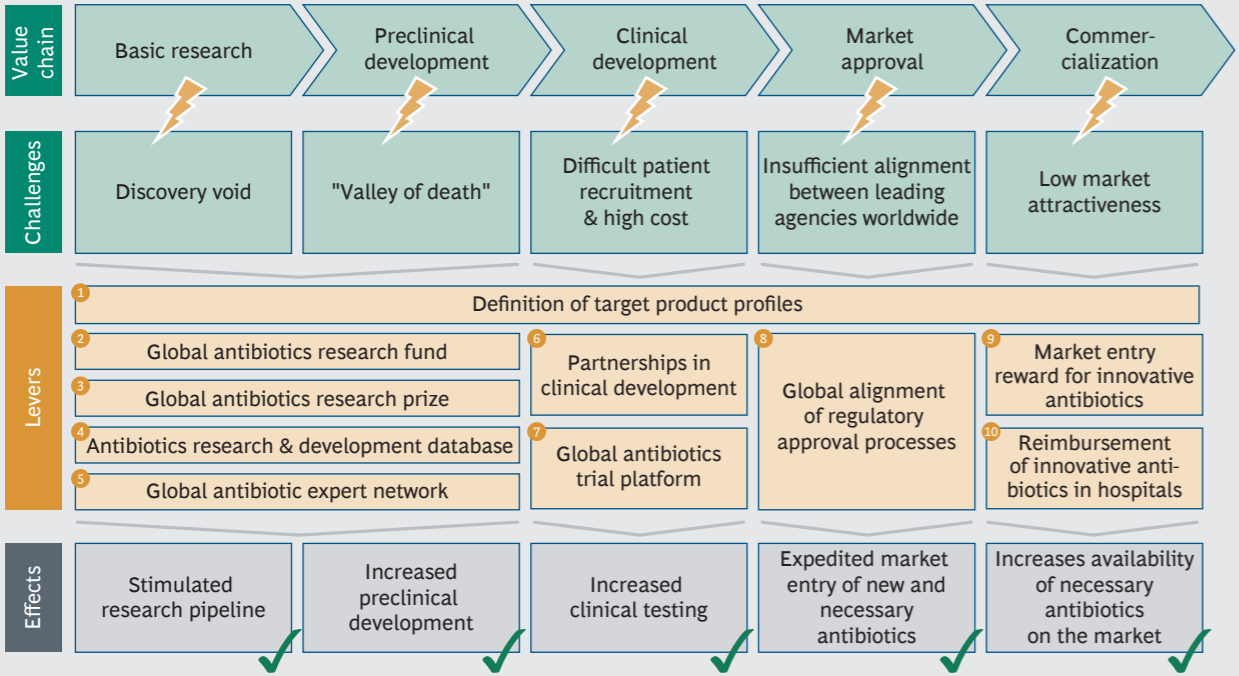 Value
chain
Basic research
Preclinical
development
Clinical
development
Market
approval
Commer-
cialization
Challenges
Discovery void
"Valley of death"
Difficult patient
recruitment
& high cost
Insufficient alignment
between leading
agencies worldwide
Low market
attractiveness
Levers
1
Definition of target product profiles
2
Global antibiotics research fund
3
Global antibiotics research prize
4
Antibiotics research & development database
5
Global antibiotic expert network
6
Partnerships in
clinical development
7
Global antibiotics
trial platform
8
Global alignment
of regulatory
approval processes
9
Market entry
reward for innovative
antibiotics
10
Reimbursement
of innovative anti-
biotics in hospitals
Effects
Stimulated
research pipeline
Increased
preclinical
development
Increased
clinical testing
Expedited market
entry of new and
necessary
antibiotics
Increases availability
of necessary
antibiotics
on the market